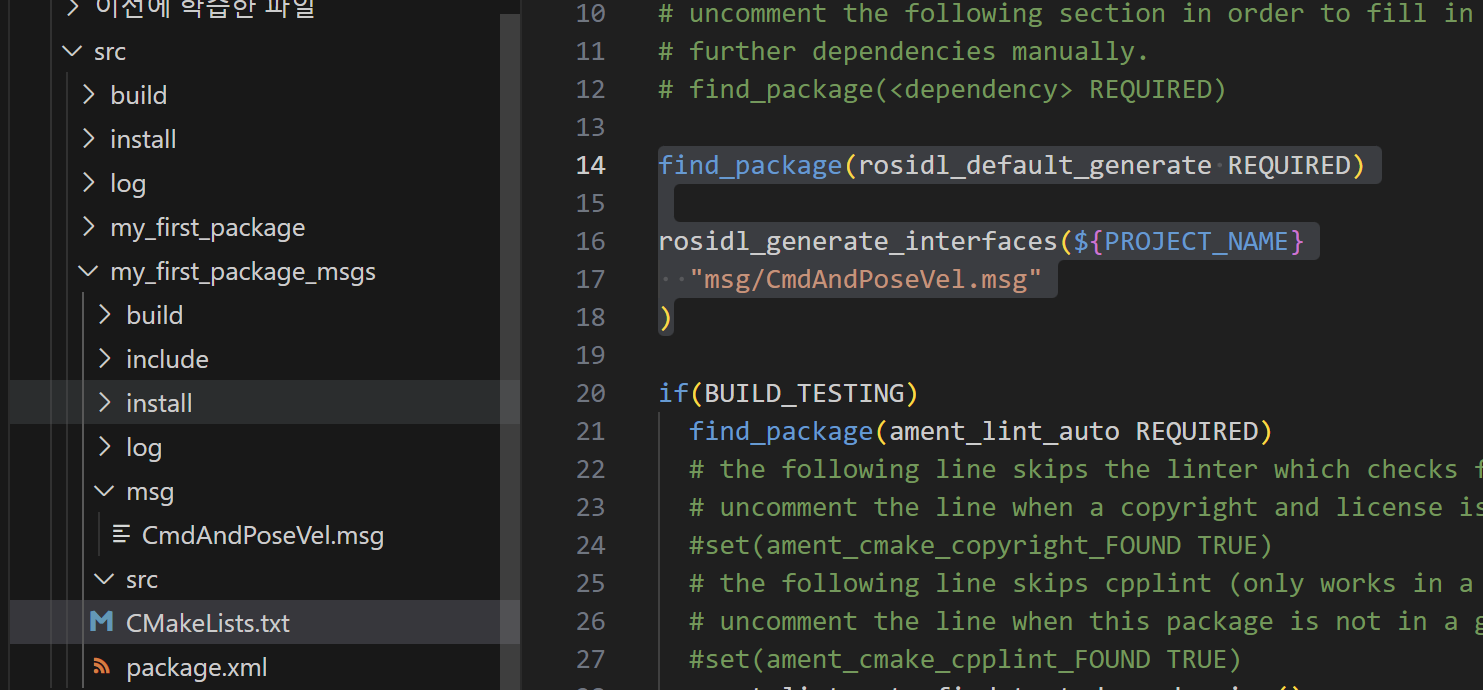 이전에 학습한 파일
src
build
install
log
my_first_package
my_first_package_msgs
build
include
install
log
msg
CmdAndPoseVel.msg
src
CMakeLists.txt
package.xml
10 # uncomment the following section in order to fill in
11 # further dependencies manually.
12 # find_package(<dependency> REQUIRED)
13
14 find_package(rosidl_default_generate REQUIRED)
15
16 rosidl_generate_interfaces(${PROJECT_NAME}
17 "msg/CmdAndPoseVel.msg"
18 )
19
20 if(BUILD_TESTING)
21 find_package(ament_lint_auto REQUIRED)
22 # the following line skips the linter which checks f
23 # uncomment the line when a copyright and license is
24 #set(ament_cmake_copyright_FOUND TRUE)
25 # the following line skips cpplint (only works in a
26 # uncomment the line when this package is not in a g
27 #set(ament_cmake_cpplint_FOUND TRUE)